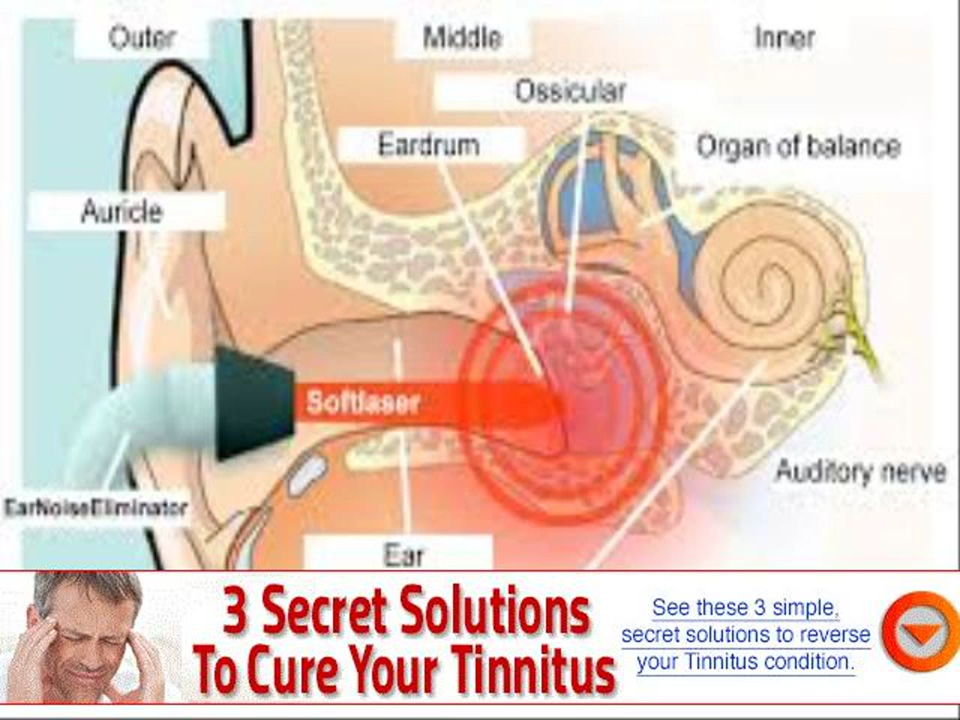 Outer
Middle
Inner
Ossicular
Eardrum
Organ of balance
Auricle
Softlaser
Auditory nerve
EarNoiseEliminator
Ear
3 Secret Solutions
To Cure Your Tinnitus
See these 3 simple,
secret solutions to reverse
your Tinnitus condition.